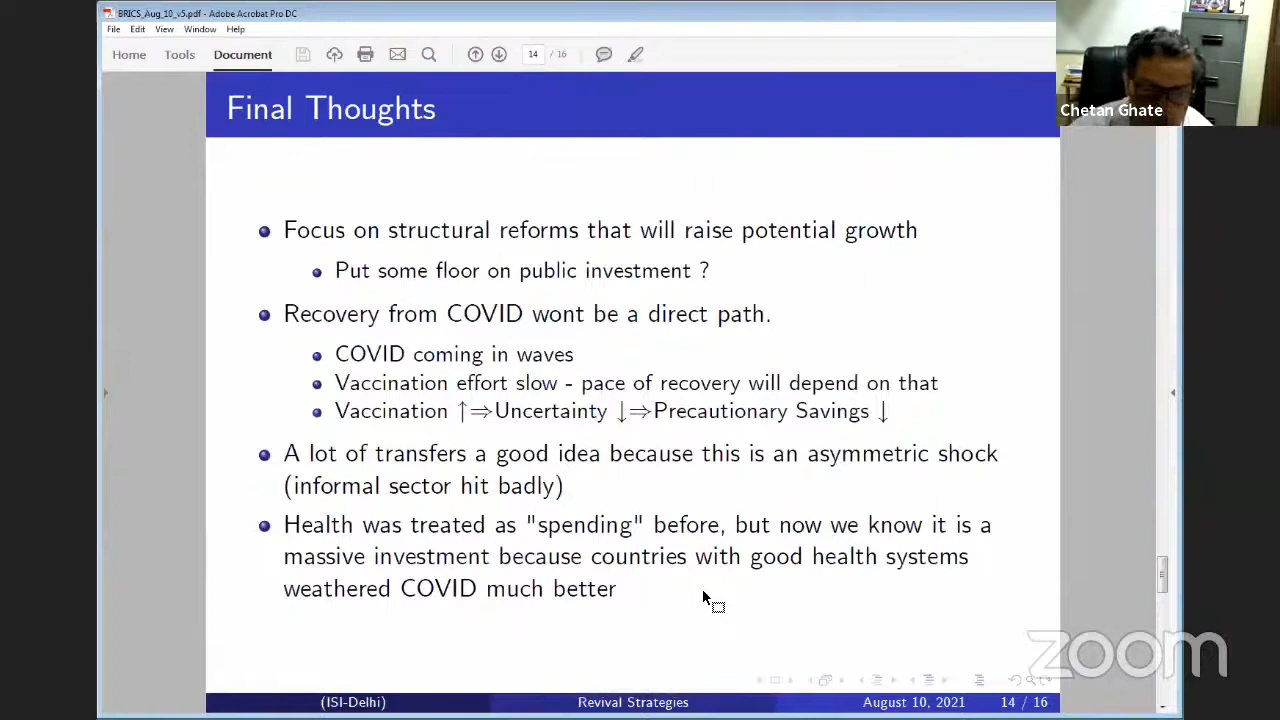 BRICS_Aug_10_v5.pdf - Adobe Acrobat Pro DC
File Edit View Window Help
Home Tools Document 14 / 16
Final Thoughts
Chetan Ghate
Focus on structural reforms that will raise potential growth
Put some floor on public investment ?
Recovery from COVID wont be a direct path.
COVID coming in waves
Vaccination effort slow - pace of recovery will depend on that
Vaccination ↑⇒Uncertainty ↓⇒Precautionary Savings ↓
A lot of transfers a good idea because this is an asymmetric shock
(informal sector hit badly)
Health was treated as "spending" before, but now we know it is a
massive investment because countries with good health systems
weathered COVID much better
zoom
(ISI-Delhi) Revival Strategies August 10, 2021 14 / 16